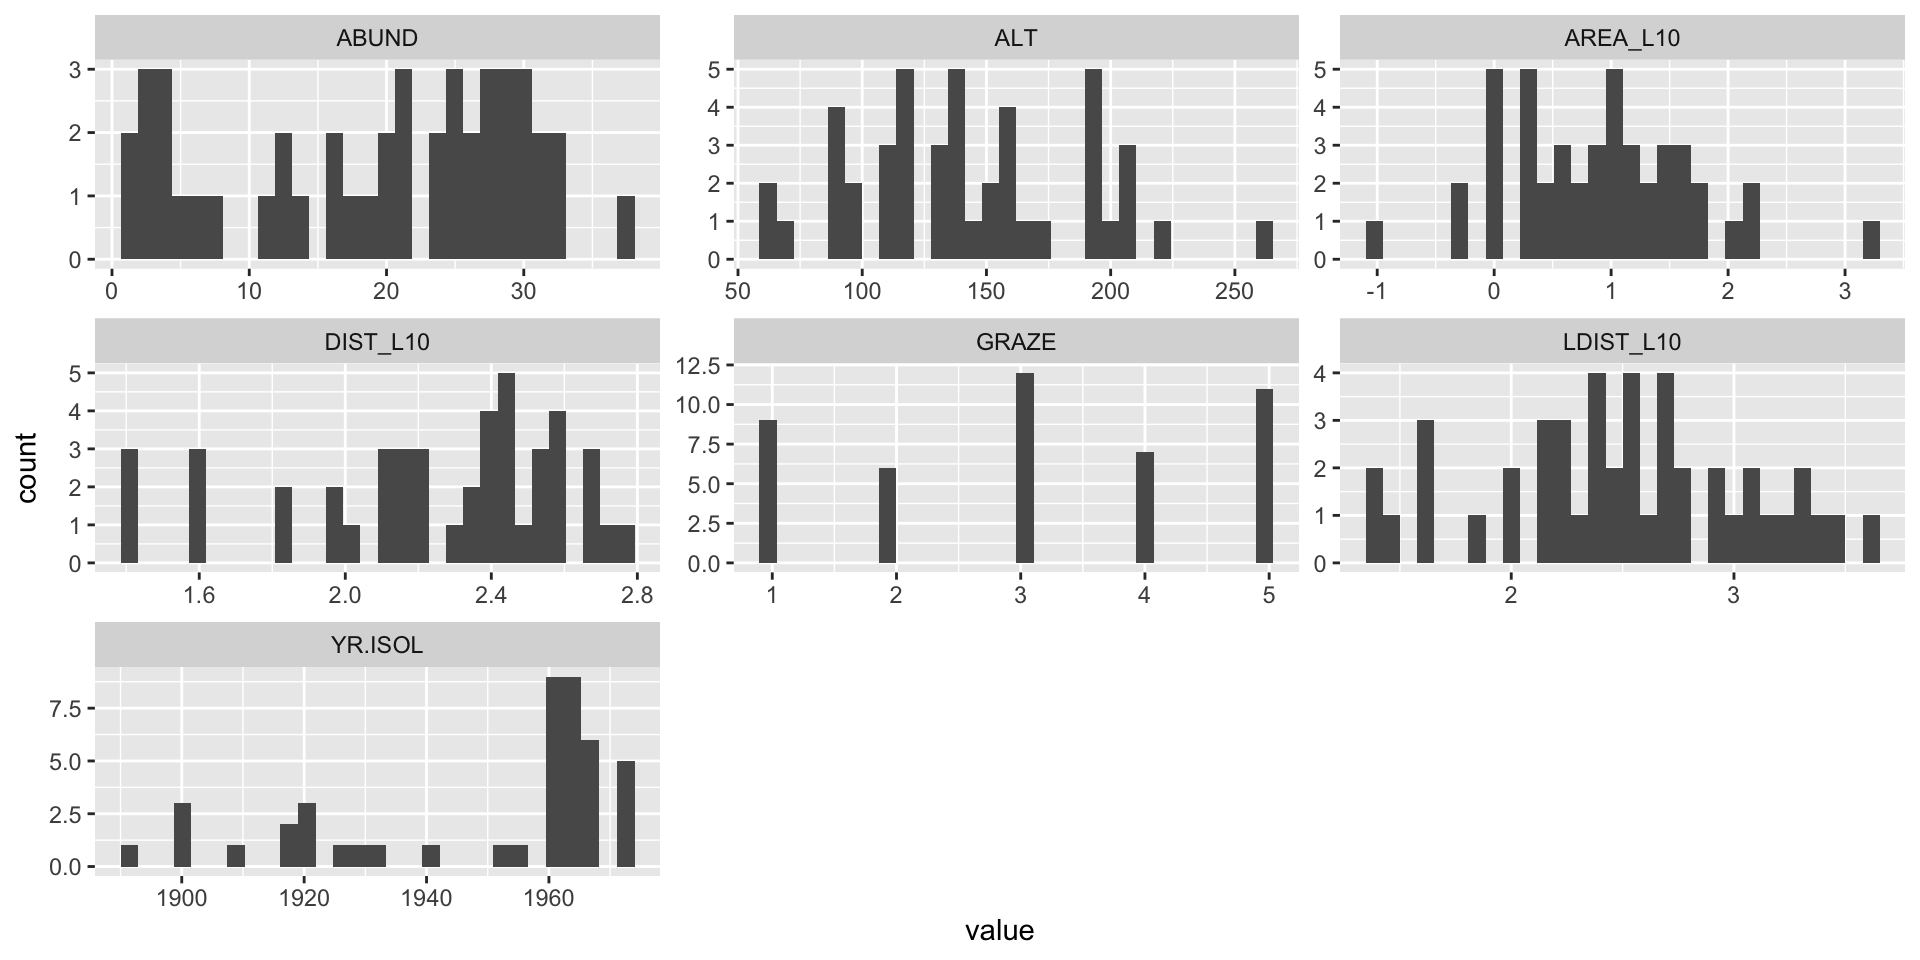 ABUND ALT AREA_L10
3 5 5
4 4
2 3 3
1 2 2
1 1
0 0 0
0 10 20 30 50 100 150 200 250 -1 0 1 2 3
DIST_L10 GRAZE LDIST_L10
5 12.5 4
4 10.0 3
3 7.5
2 5.0 2
1 2.5 1
0 0.0 0
1.6 2.0 2.4 2.8 1 2 3 4 5 2 3
YR.ISOL
7.5
5.0
2.5
0.0
1900 1920 1940 1960
count
value